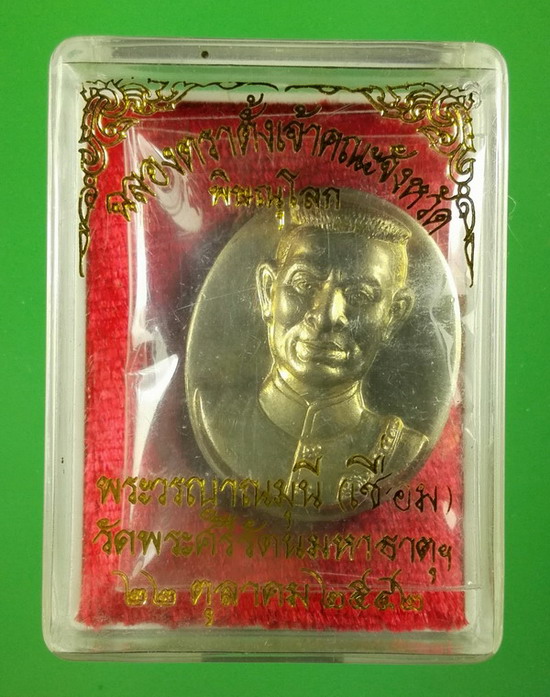 ฉลองตราตั้งเจ้าคณะจังหวัด
พิษณุโลก
พระวรญาณมุนี (เชื่อม)
วัดพระศรีรัตนมหาธาตุฯ
๒๒ ตุลาคม ๒๕๔๒